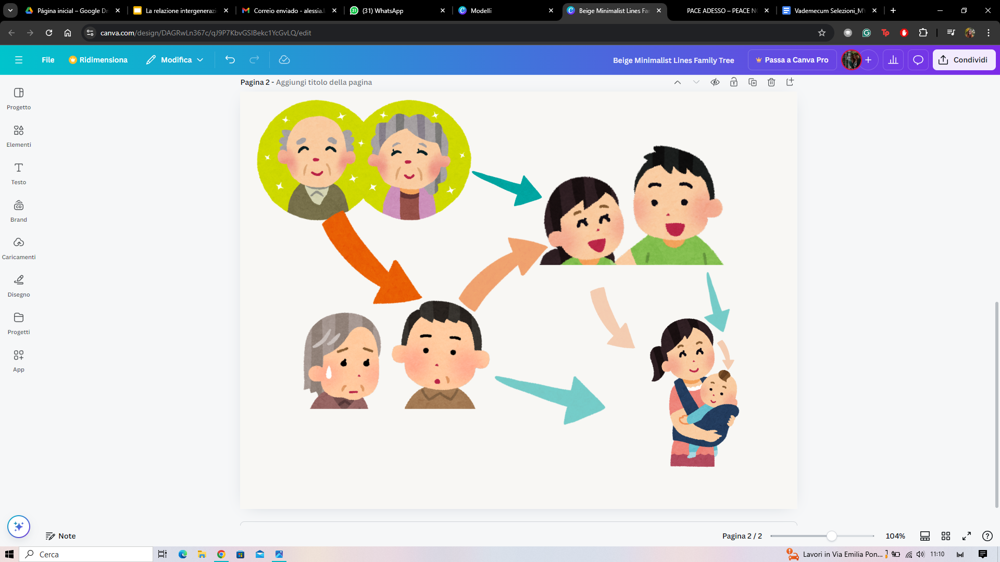 Página inicial – Google Dr
La relazione intergenerazi
Correio enviado - alessia.l
(31) WhatsApp
Modelli
Beige Minimalist Lines Fa
PACE ADESSO – PEACE N
Vademecum Selezioni_M
canva.com/design/DAGRwLn367c/qJ9P7KbvGSIBekc1YcGvLQ/edit
File
Ridimensiona
Modifica
Beige Minimalist Lines Family Tree
Passa a Canva Pro
Condividi
Pagina 2 - Aggiungi titolo della pagina
Progetto
Elementi
Testo
Brand
Caricamenti
Disegno
Progetti
App
Note
Pagina 2 / 2
104%
Cerca
Lavori in Via Emilia Pon...
11:10